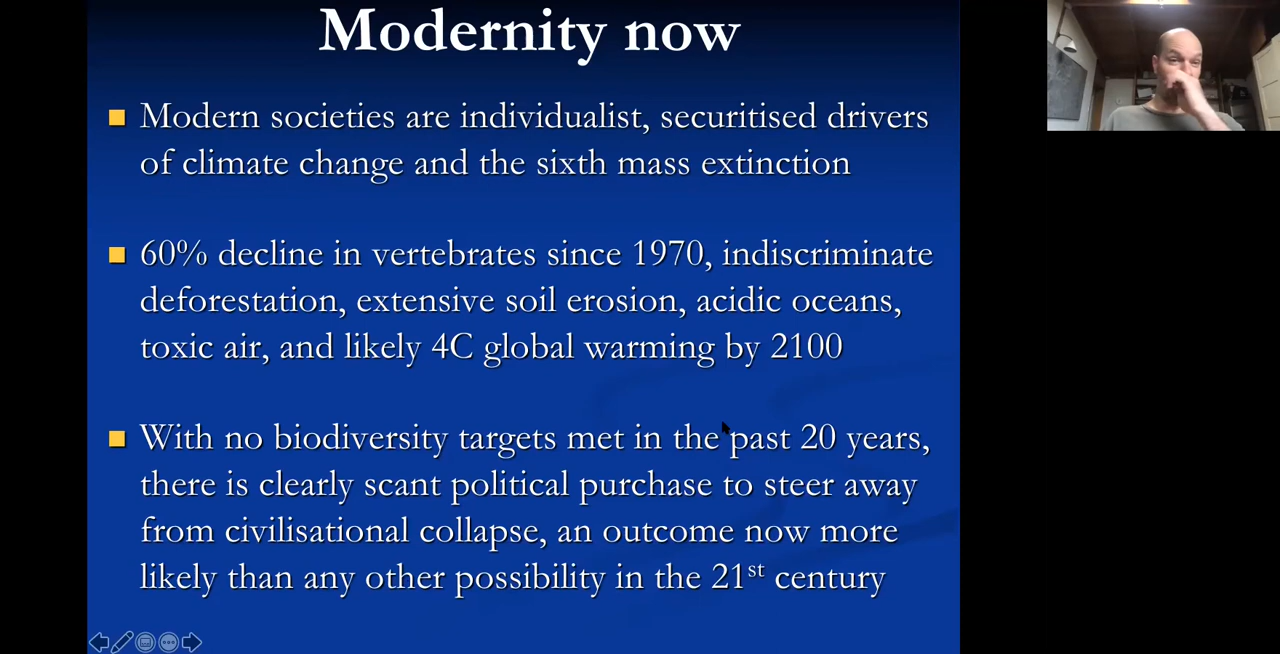 Modernity now
Modern societies are individualist, securitised drivers
of climate change and the sixth mass extinction
60% decline in vertebrates since 1970, indiscriminate
deforestation, extensive soil erosion, acidic oceans,
toxic air, and likely 4C global warming by 2100
With no biodiversity targets met in the past 20 years,
there is clearly scant political purchase to steer away
from civilisational collapse, an outcome now more
likely than any other possibility in the 21st century